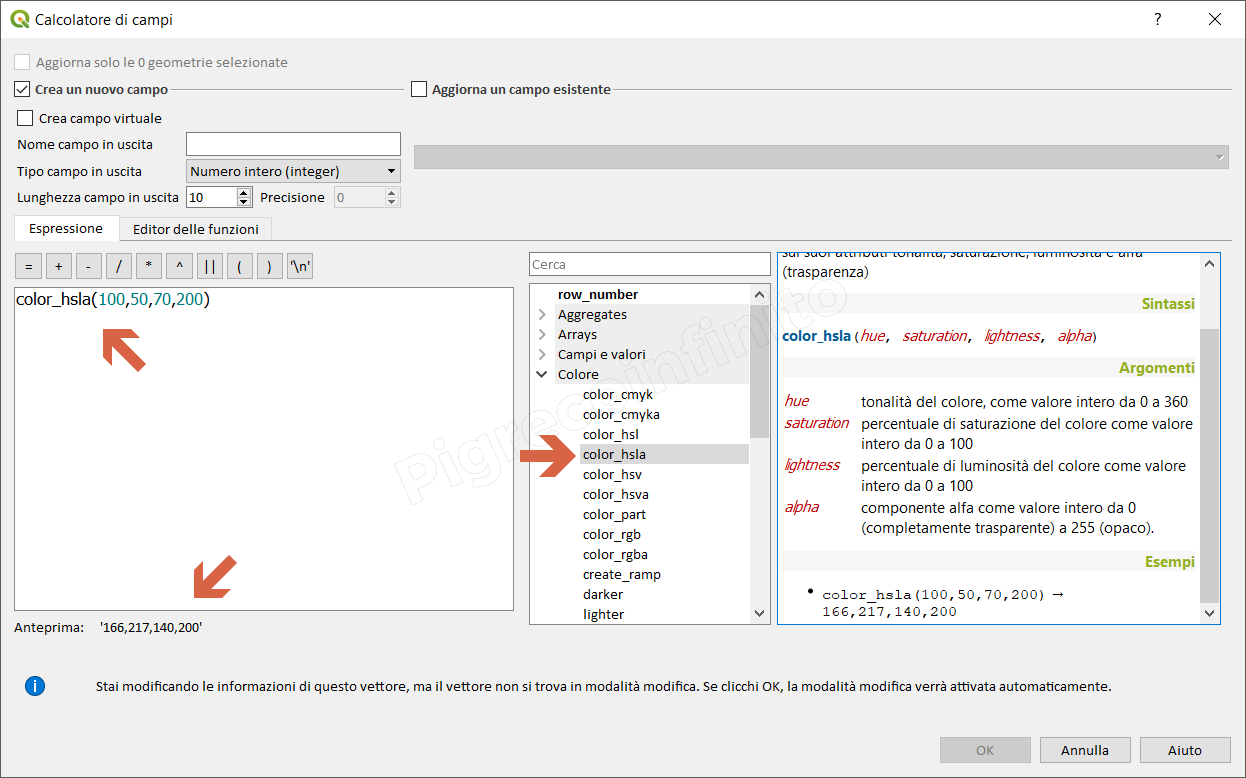 Calcolatore di campi
?
Aggiorna solo le 0 geometrie selezionate
Crea un nuovo campo
Aggiorna un campo esistente
Crea campo virtuale
Nome campo in uscita
Tipo campo in uscita
Numero intero (integer)
Lunghezza campo in uscita
10
Precisione
0
Espressione
Editor delle funzioni
= + - / * ^ || ( ) '\n'
color_hsla(100,50,70,200)
Anteprima: '166,217,140,200'
Cerca
row_number
Aggregates
Arrays
Campi e valori
Colore
color_cmyk
color_cmyka
color_hsl
color_hsla
color_hsv
color_hsva
color_part
color_rgb
color_rgba
create_ramp
darker
lighter
sui suoi attributi tonalità, saturazione, luminosità e alfa
(trasparenza)
Sintassi
color_hsla(hue, saturation, lightness, alpha)
Argomenti
hue tonalità del colore, come valore intero da 0 a 360
saturation percentuale di saturazione del colore come valore
intero da 0 a 100
lightness percentuale di luminosità del colore come valore
intero da 0 a 100
alpha componente alfa come valore intero da 0
(completamente trasparente) a 255 (opaco).
Esempi
• color_hsla(100,50,70,200) →
166,217,140,200
Pigrecoinfinito
i
Stai modificando le informazioni di questo vettore, ma il vettore non si trova in modalità modifica. Se clicchi OK, la modalità modifica verrà attivata automaticamente.
OK
Annulla
Aiuto